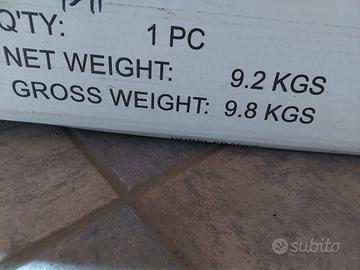 Q'TY: 1 PC
NET WEIGHT: 9.2 KGS
GROSS WEIGHT: 9.8 KGS
subito